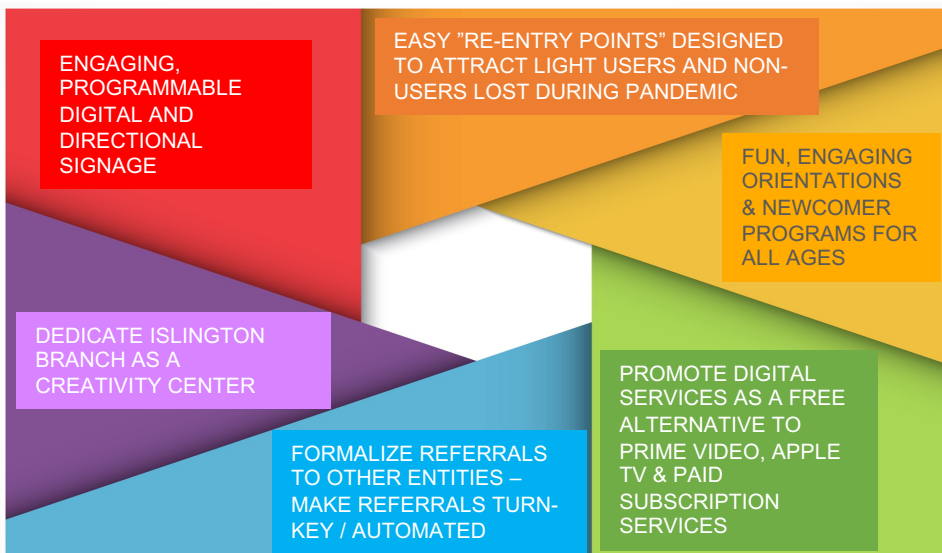 ENGAGING,
PROGRAMMABLE
DIGITAL AND
DIRECTIONAL
SIGNAGE
EASY ”RE-ENTRY POINTS” DESIGNED
TO ATTRACT LIGHT USERS AND NON-
USERS LOST DURING PANDEMIC
FUN, ENGAGING
ORIENTATIONS
& NEWCOMER
PROGRAMS FOR
ALL AGES
DEDICATE ISLINGTON
BRANCH AS A
CREATIVITY CENTER
FORMALIZE REFERRALS
TO OTHER ENTITIES –
MAKE REFERRALS TURN-
KEY / AUTOMATED
PROMOTE DIGITAL
SERVICES AS A FREE
ALTERNATIVE TO
PRIME VIDEO, APPLE
TV & PAID
SUBSCRIPTION
SERVICES